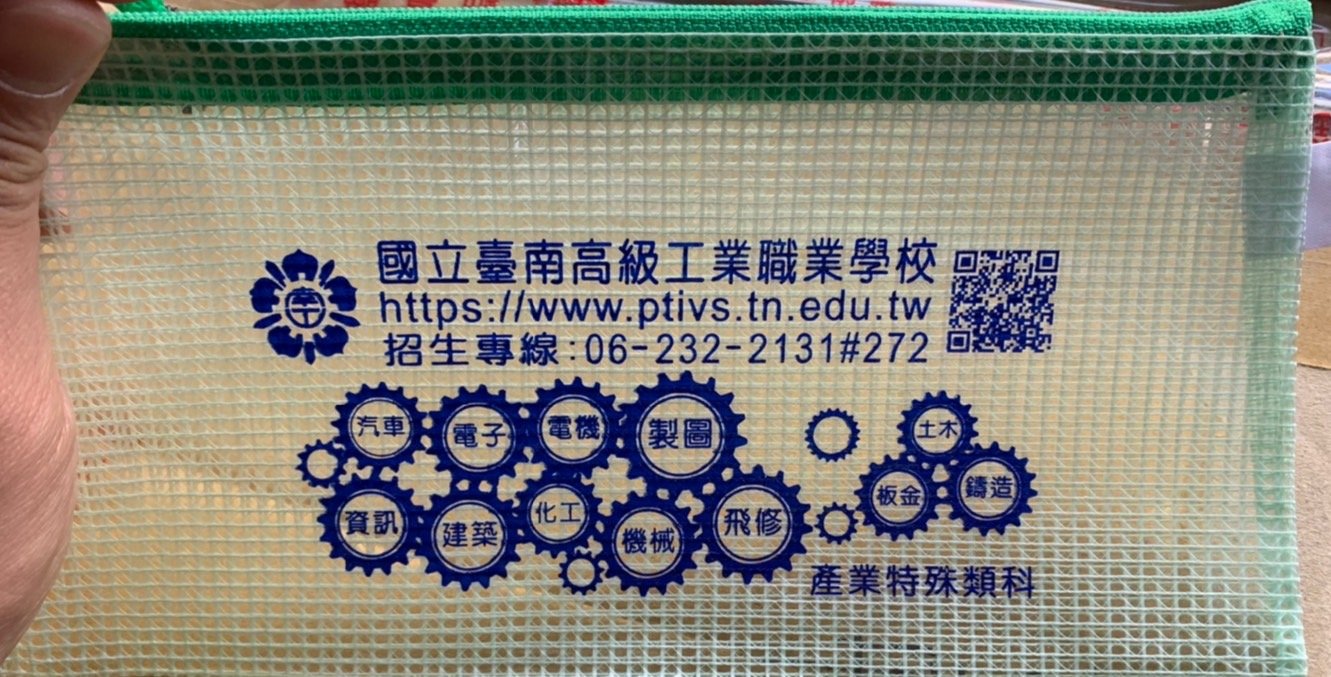 國立臺南高級工業職業學校
https://www.ptivs.tn.edu.tw
招生專線:06-232-2131#272
汽車
電子
電機
製圖
土木
資訊
建築
化工
機械
飛修
板金
鑄造
產業特殊類科